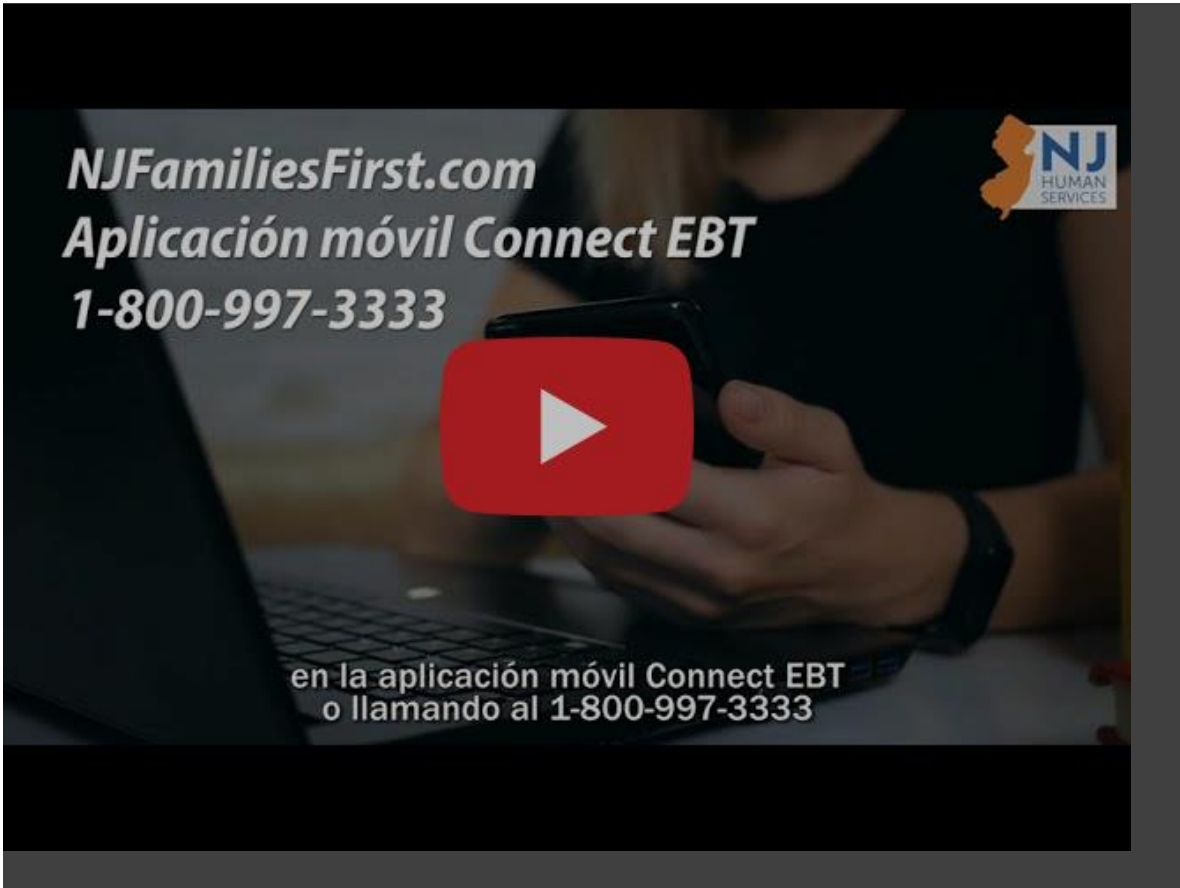 NJFamiliesFirst.com
Aplicación móvil Connect EBT
1-800-997-3333
NJ
HUMAN
SERVICES
en la aplicación móvil Connect EBT
o llamando al 1-800-997-3333